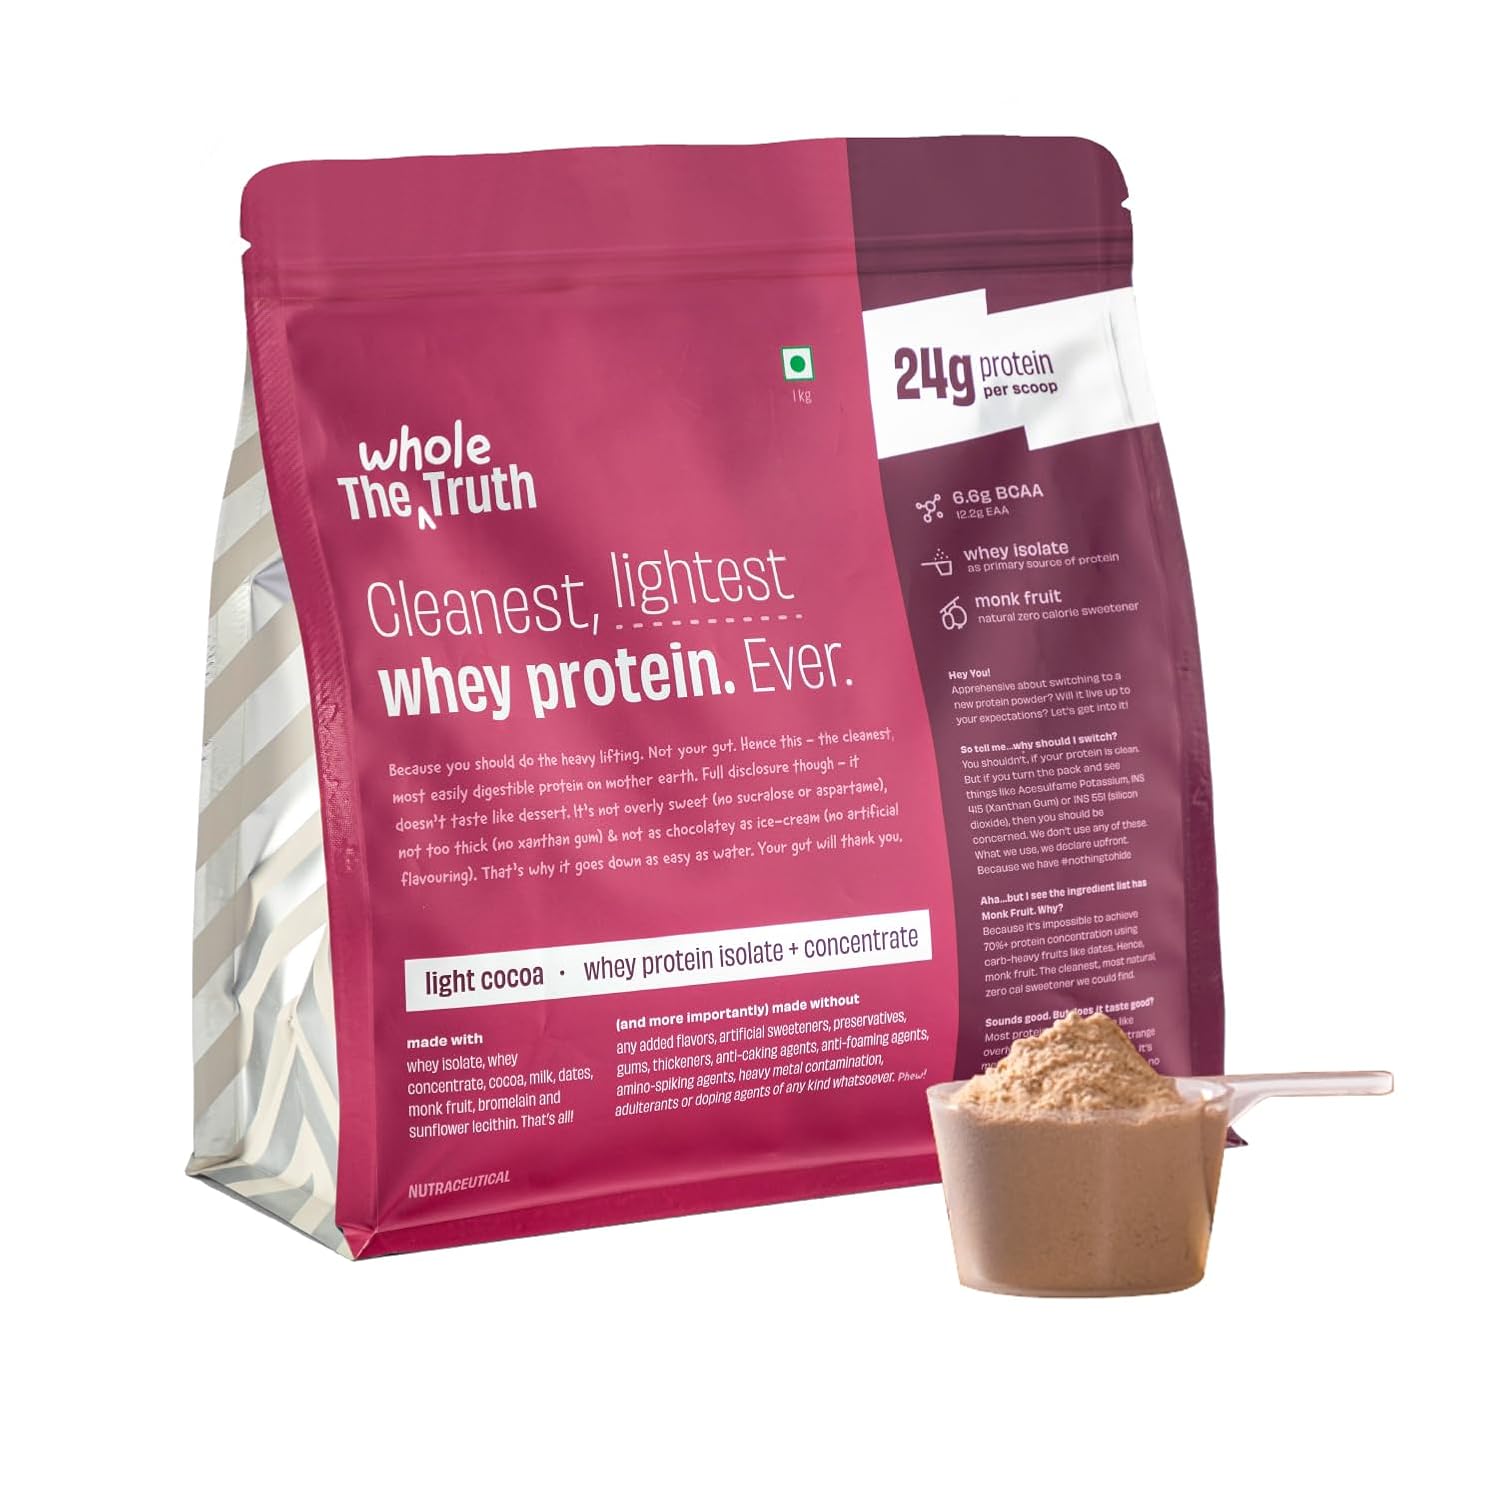 1 kg
whole
The Truth
Cleanest, lightest
whey protein. Ever.
Because you should do the heavy lifting. Not your gut. Hence this – the cleanest,
most easily digestible protein on mother earth. Full disclosure though – it
doesn't taste like dessert. It's not overly sweet (no sucralose or aspartame),
not too thick (no xanthan gum) & not as chocolatey as ice-cream (no artificial
flavouring). That's why it goes down as easy as water. Your gut will thank you.
light cocoa · whey protein isolate + concentrate
made with
whey isolate, whey
concentrate, cocoa, milk, dates,
monk fruit, bromelain and
sunflower lecithin. That's all!
(and more importantly) made without
any added flavors, artificial sweeteners, preservatives,
gums, thickeners, anti-caking agents, anti-foaming agents,
amino-spiking agents, heavy metal contamination,
adulterants or doping agents of any kind whatsoever. Phew!
NUTRACEUTICAL
24g protein
per scoop
6.6g BCAA
12.2g EAA
whey isolate
as primary source of protein
monk fruit
natural zero calorie sweetener
Hey You!
Apprehensive about switching to a
new protein powder? Will it live up to
your expectations? Let's get into it!
So tell me...why should I switch?
You shouldn't, if your protein is clean.
But if you turn the pack and see
things like Acesulfame Potassium, INS
415 (Xanthan Gum) or INS 551 (silicon
dioxide), then you should be
concerned. We don't use any of these.
What we use, we declare upfront.
Because we have #nothingtohide
Aha...but I see the ingredient list has
Monk Fruit. Why?
Because it's impossible to achieve
70%+ protein concentration using
carb-heavy fruits like dates. Hence,
monk fruit. The cleanest, most natural
zero cal sweetener we could find.
Sounds good. But does it taste good?
Most like
it's
no